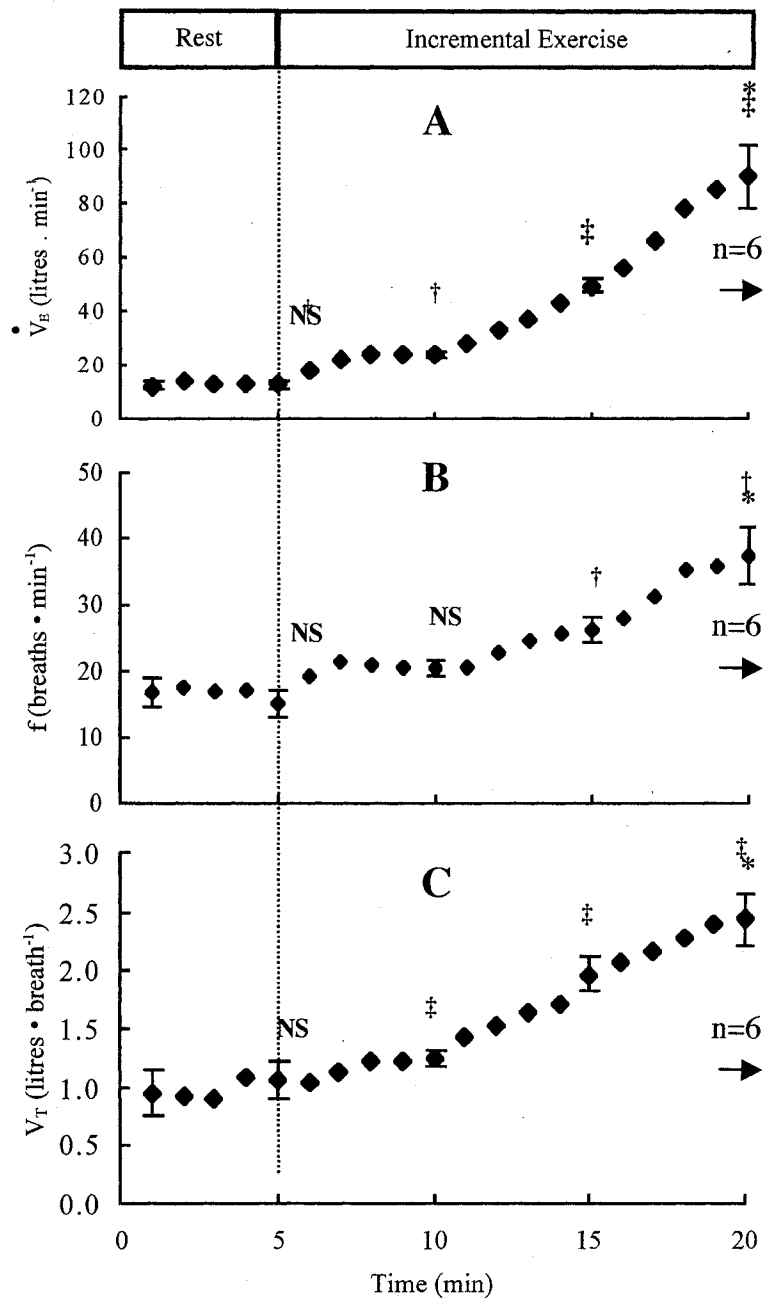 Rest Incremental Exercise
120
100
80
60
40
20
0
V̇E (litres . min⁻¹)
A
NS
†
†
‡
*
‡
n=6
50
40
30
20
10
0
f (breaths • min⁻¹)
B
NS
NS
†
†
*
n=6
3.0
2.5
2.0
1.5
1.0
0.5
0.0
VT (litres • breath⁻¹)
C
NS
‡
‡
‡
*
n=6
0 5 10 15 20
Time (min)